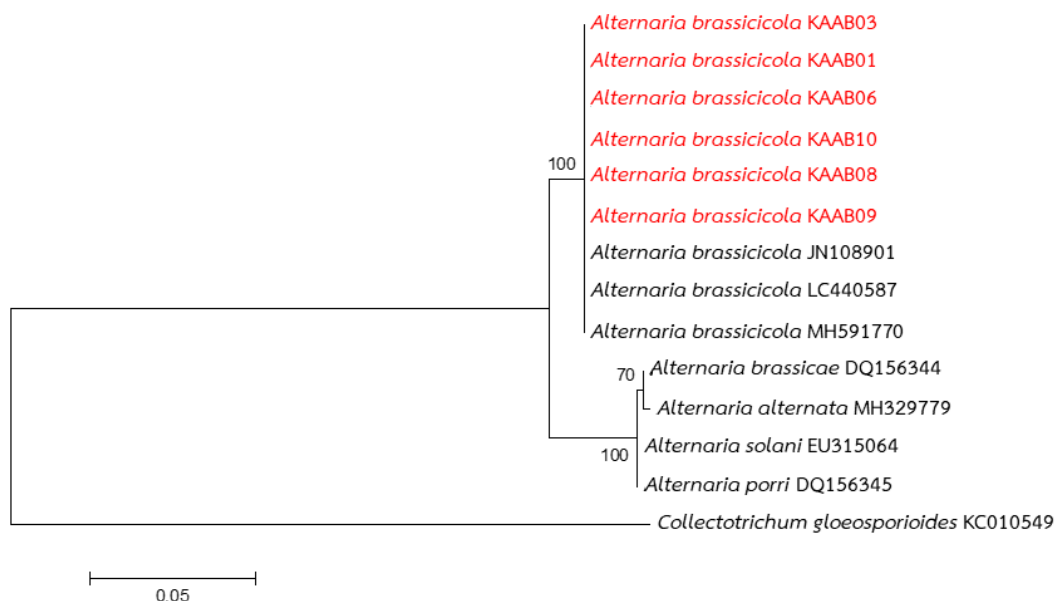 Alternaria brassicicola KAAB03
Alternaria brassicicola KAAB01
Alternaria brassicicola KAAB06
Alternaria brassicicola KAAB10
100
Alternaria brassicicola KAAB08
Alternaria brassicicola KAAB09
Alternaria brassicicola JN108901
Alternaria brassicicola LC440587
Alternaria brassicicola MH591770
Alternaria brassicae DQ156344
70
Alternaria alternata MH329779
Alternaria solani EU315064
100
Alternaria porri DQ156345
Collectotrichum gloeosporioides KC010549
0.05